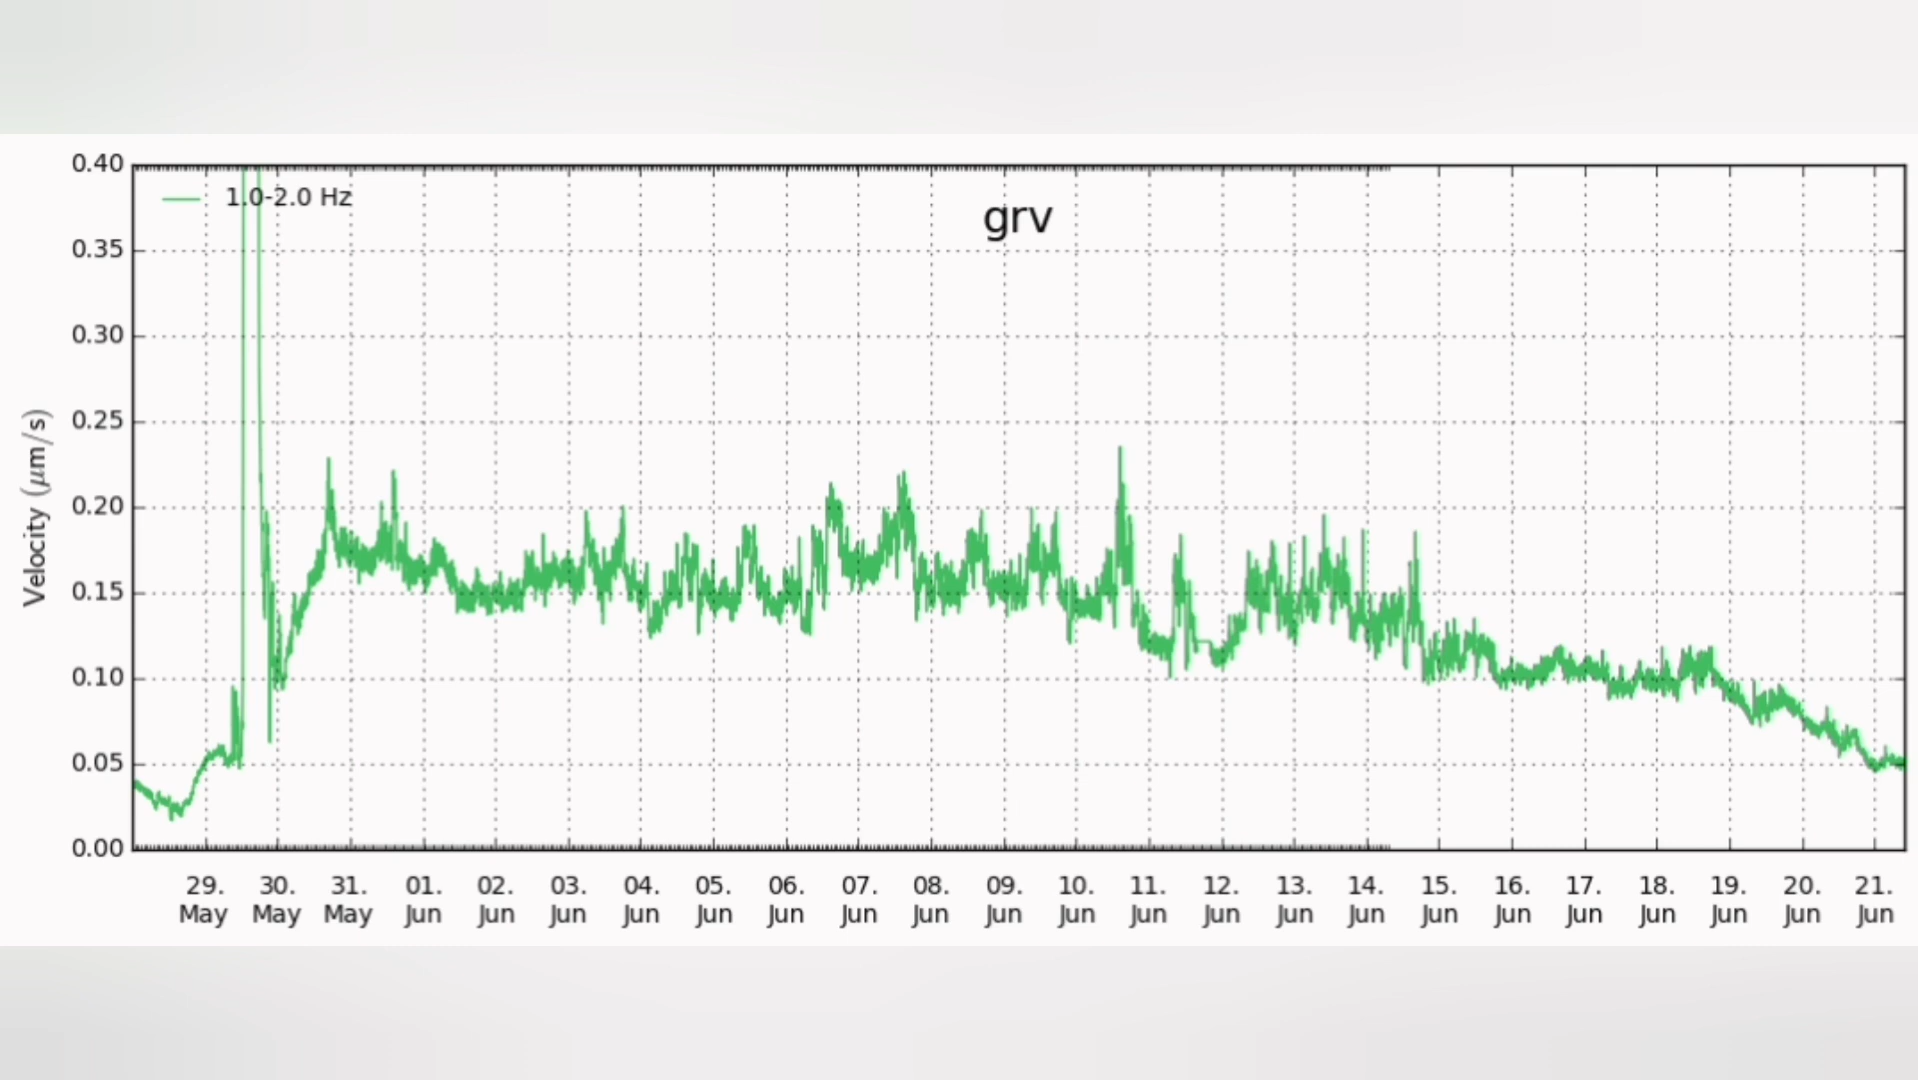 0.40
1.0-2.0 Hz
grv
0.35
0.30
0.25
0.20
0.15
0.10
0.05
0.00
Velocity (μm/s)
29. 30. 31. 01. 02. 03. 04. 05. 06. 07. 08. 09. 10. 11. 12. 13. 14. 15. 16. 17. 18. 19. 20. 21.
May May May Jun Jun Jun Jun Jun Jun Jun Jun Jun Jun Jun Jun Jun Jun Jun Jun Jun Jun Jun Jun Jun